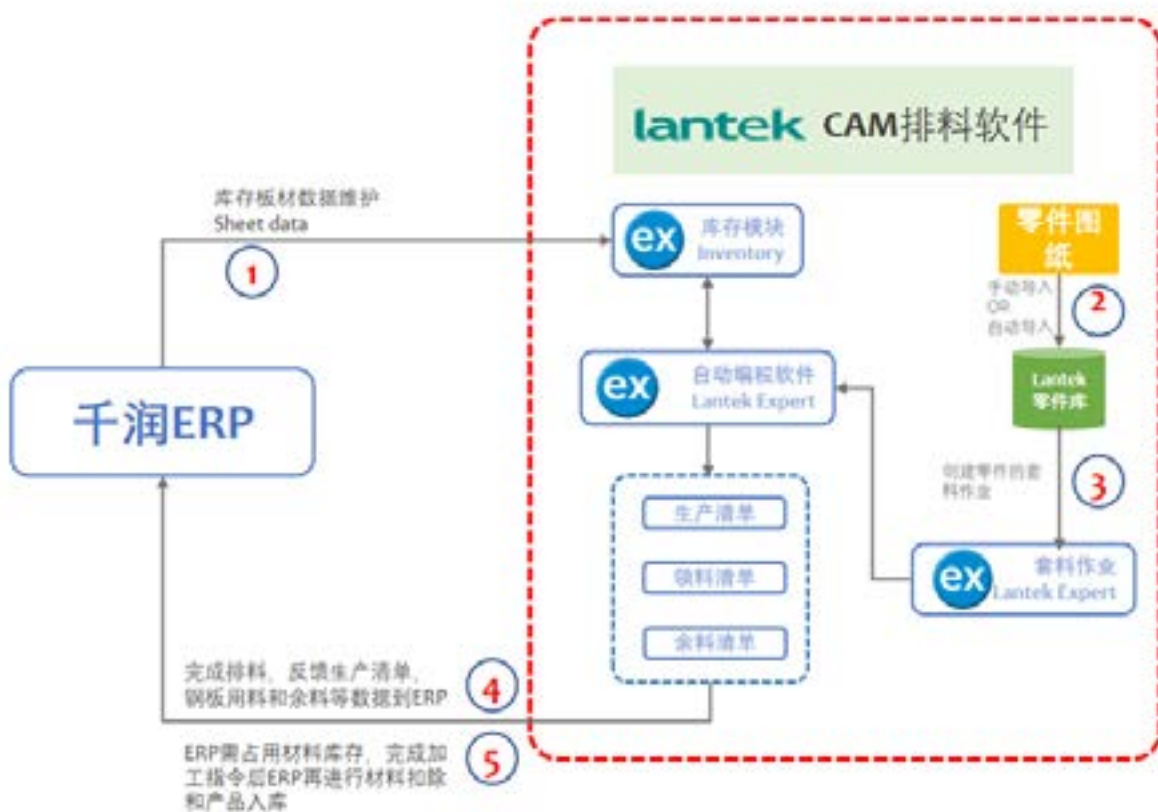 lantek CAM排料软件
库存板材数据维护
Sheet data
1
ex
库存模块
Inventory
零件图
纸
手动导入
OR
自动导入
2
千润ERP
ex
自动编程软件
Lantek Expert
Lantek
零件库
创建零件的套
料作业
3
生产清单
领料清单
余料清单
ex
套料作业
Lantek Expert
完成排料，反馈生产清单，
钢板用料和余料等数据到ERP
4
ERP需占用材料库存，完成加
工指令后ERP再进行材料扣除
和产品入库
5